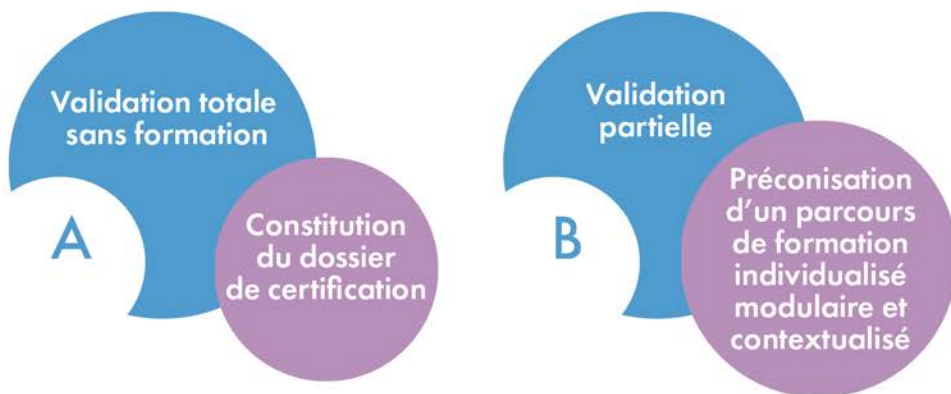 Validation totale
sans formation
A
Constitution
du dossier
de certification
Validation
partielle
B
Préconisation
d'un parcours
de formation
individualisé
modulaire et
contextualisé